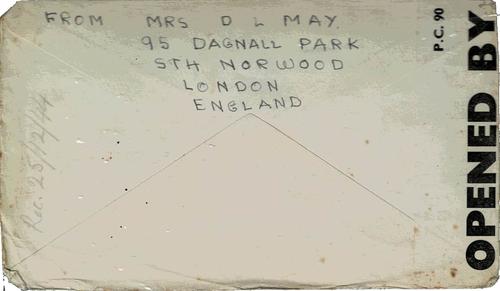 FROM MRS D L MAY.
95 DAGNALL PARK
STH NORWOOD
LONDON
ENGLAND
Rec. 25/12/44
P.C. 90
OPENED BY